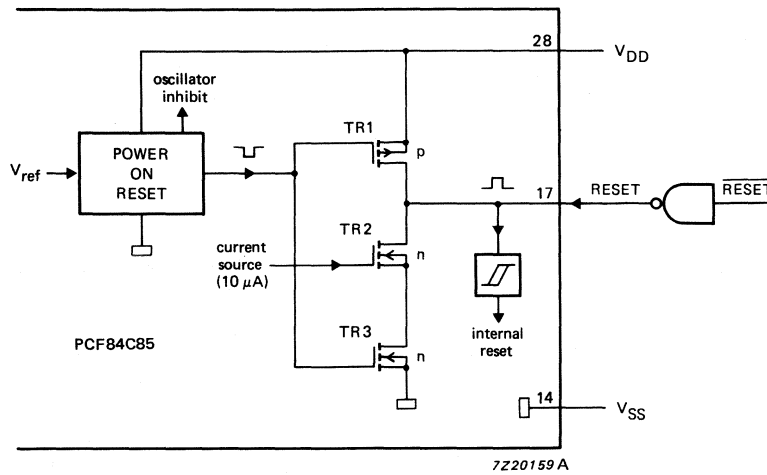 28
V_DD
oscillator
inhibit
TR1
POWER
ON
RESET
p
V_ref
17
RESET
RESET
TR2
current
source
(10 μA)
n
internal
reset
TR3
PCF84C85
n
14
V_SS
7Z20159 A